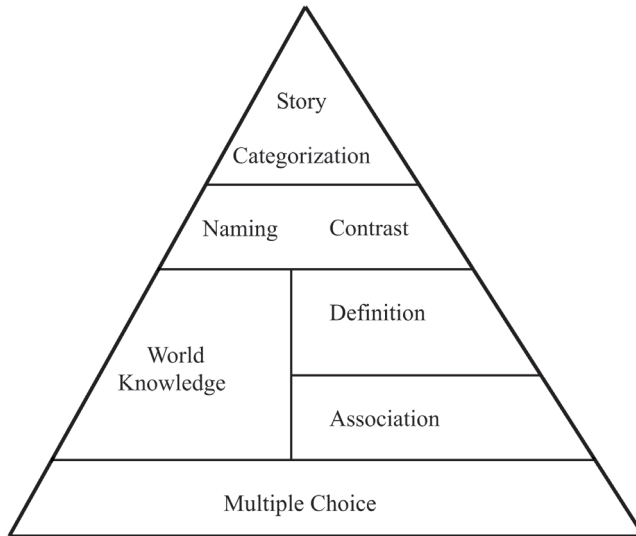 Story
Categorization
Naming Contrast
Definition
World
Knowledge
Association
Multiple Choice